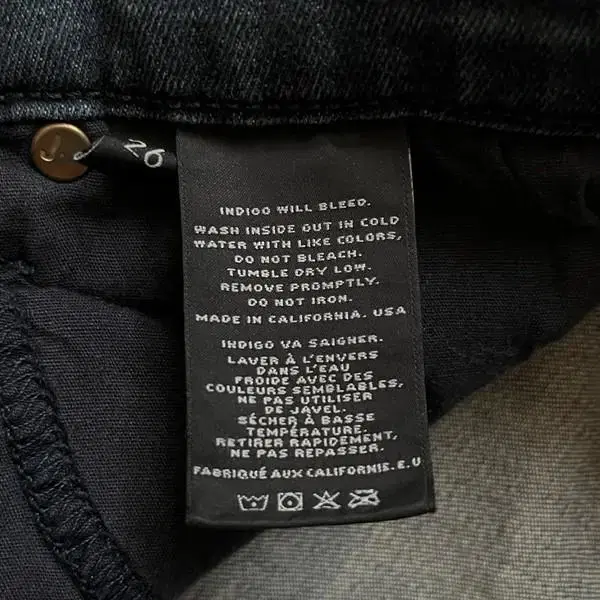 J.
26
INDIGO WILL BLEED.
WASH INSIDE OUT IN COLD
WATER WITH LIKE COLORS,
DO NOT BLEACH.
TUMBLE DRY LOW.
REMOVE PROMPTLY.
DO NOT IRON.
MADE IN CALIFORNIA. USA
INDIGO VA SAIGNER.
LAVER À L'ENVERS
DANS L'EAU
FROIDE AVEC DES
COULEURS SEMBLABLES,
NE PAS UTILISER
DE JAVEL.
SÉCHER À BASSE
TEMPÉRATURE.
RETIRER RAPIDEMENT,
NE PAS REPASSER.
FABRIQUÉ AUX CALIFORNIE.E.U